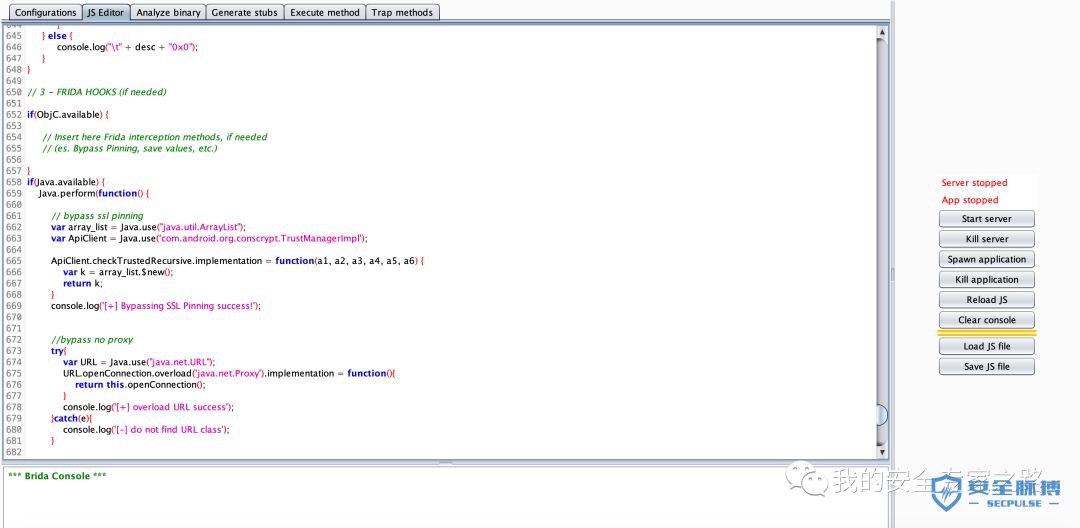 Configurations JS Editor Analyze binary Generate stubs Execute method Trap methods
645 } else {
646 console.log("\t" + desc + "0x0");
647 }
648 }
649
650 // 3 - FRIDA HOOKS (if needed)
651
652 if(ObjC.available) {
653
654 // Insert here Frida interception methods, if needed
655 // (es. Bypass Pinning, save values, etc.)
656
657 }
658 if(Java.available) {
659 Java.perform(function() {
660
661 // bypass ssl pinning
662 var array_list = Java.use("java.util.ArrayList");
663 var ApiClient = Java.use('com.android.org.conscrypt.TrustManagerImpl');
664
665 ApiClient.checkTrustedRecursive.implementation = function(a1, a2, a3, a4, a5, a6) {
666 var k = array_list.$new();
667 return k;
668 }
669 console.log('[+] Bypassing SSL Pinning success!');
670
671
672 //bypass no proxy
673 try{
674 var URL = Java.use("java.net.URL");
675 URL.openConnection.overload('java.net.Proxy').implementation = function(){
676 return this.openConnection();
677 }
678 console.log('[+] overload URL success');
679 }catch(e){
680 console.log('[-] do not find URL class');
681 }
682
Server stopped
App stopped
Start server
Kill server
Spawn application
Kill application
Reload JS
Clear console
Load JS file
Save JS file
*** Brida Console ***
我的安全专家之路
安全脉搏
SECPULSE